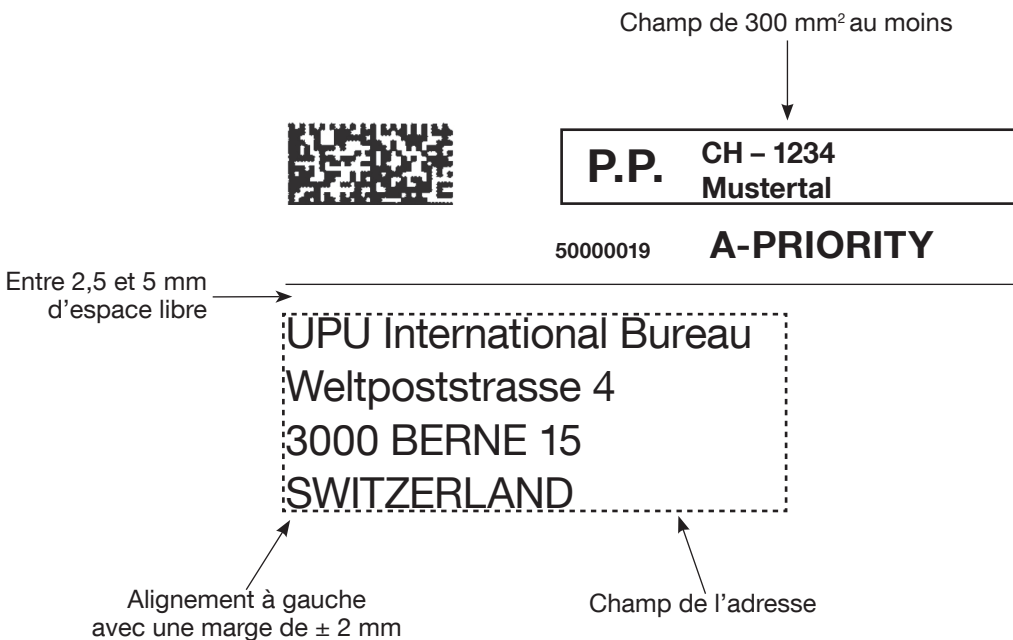 Champ de 300 mm² au moins
P.P.
CH – 1234
Mustertal
50000019 A-PRIORITY
Entre 2,5 et 5 mm
d’espace libre
UPU International Bureau
Weltpoststrasse 4
3000 BERNE 15
SWITZERLAND
Alignement à gauche
avec une marge de ± 2 mm
Champ de l’adresse